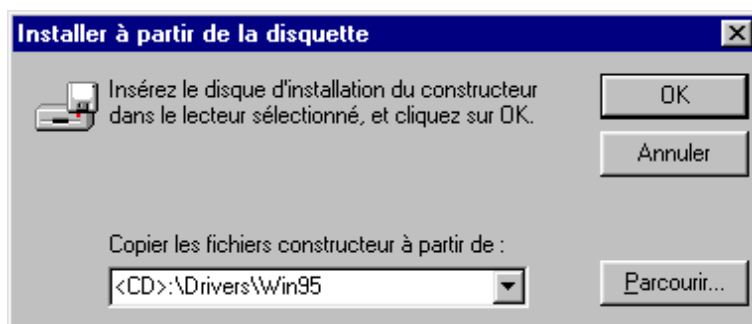 Installer à partir de la disquette
Insérez le disque d'installation du constructeur
dans le lecteur sélectionné, et cliquez sur OK.
OK
Annuler
Copier les fichiers constructeur à partir de :
<CD>:\Drivers\Win95
Parcourir...